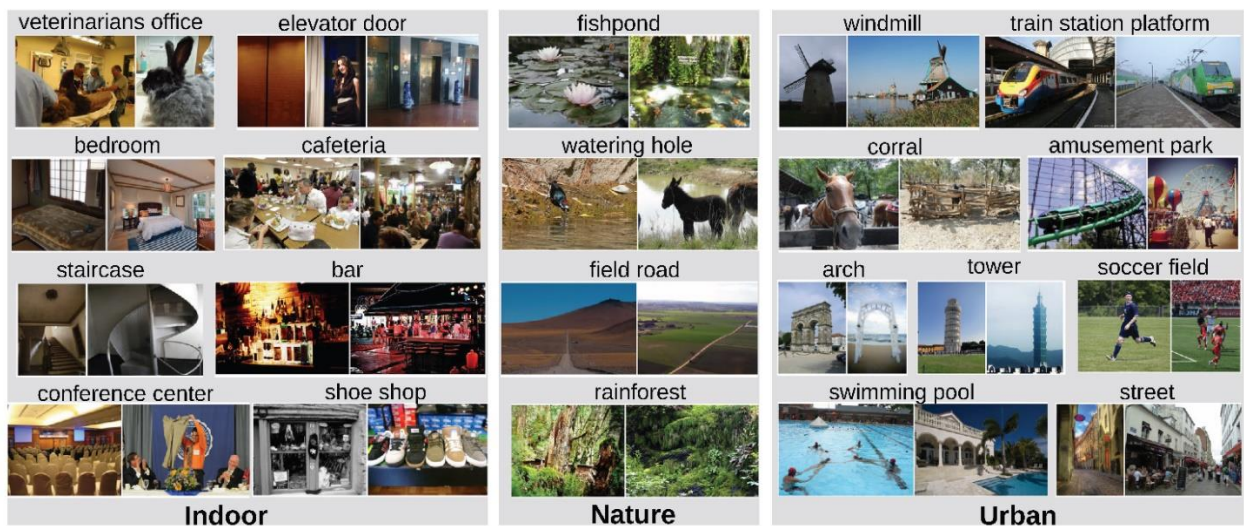 veterinarians office
elevator door
bedroom
cafeteria
staircase
bar
conference center
shoe shop
Indoor
fishpond
watering hole
field road
rainforest
Nature
windmill
train station platform
corral
amusement park
arch
tower
soccer field
swimming pool
street
Urban